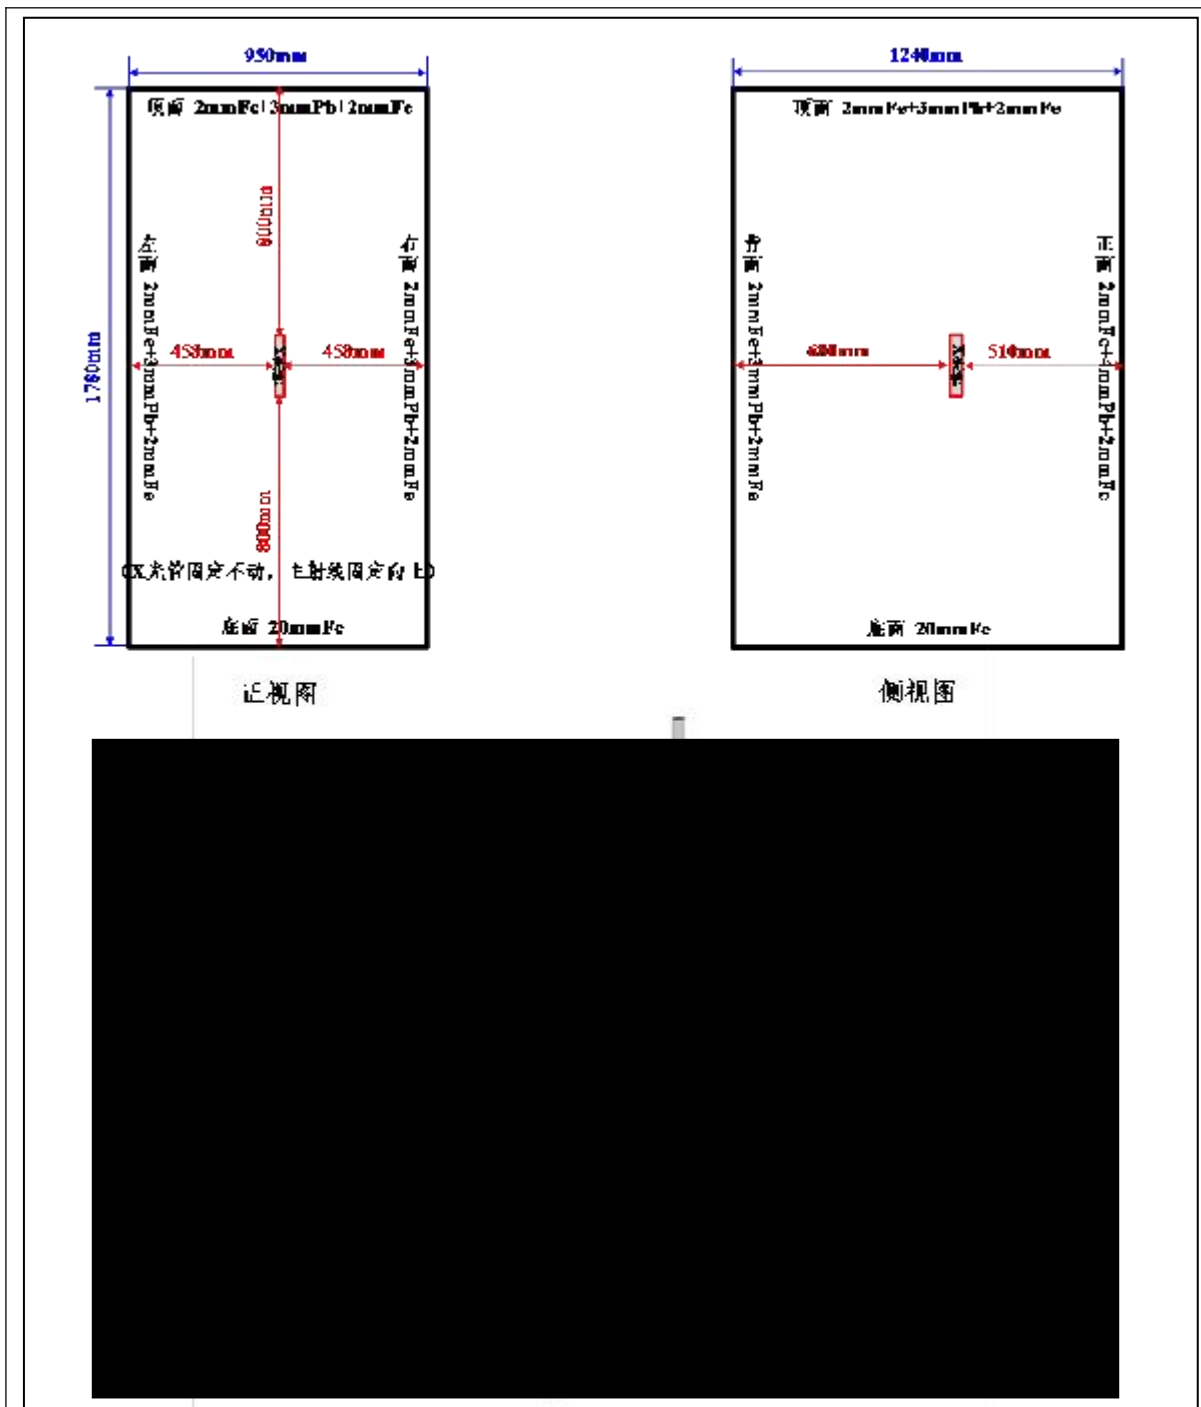 950mm
1240mm
顶面 2mmFe+3mmPb+2mmFe
顶面 2mmFe+3mmPb+2mmFe
左面 2mmFe+3mmPb+2mmFe
右面 2mmFe+3mmPb+2mmFe
背面 2mmFe+3mmPb+2mmFe
正面 2mmFe+4mmPb+2mmFe
800mm
1780mm
458mm
458mm
510mm
800mm
(X光管固定不动，主射线固定向上)
底面 20mmFe
底面 20mmFe
正视图
侧视图